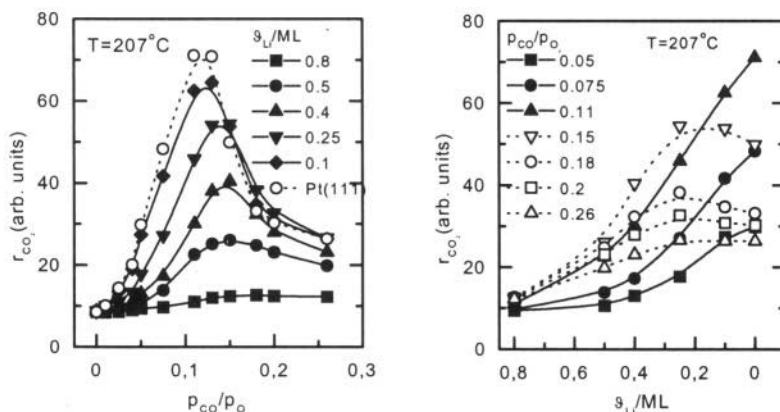 T=207°C
ϑLi/ML
0.8
0.5
0.4
0.25
0.1
Pt(111)
80
60
40
20
0
rCO2 (arb. units)
0 0,1 0,2 0,3
pCO/pO
pCO/pO2
T=207°C
0.05
0.075
0.11
0.15
0.18
0.2
0.26
80
60
40
20
0
rCO2 (arb. units)
0,8 0,6 0,4 0,2 0
ϑLi/ML